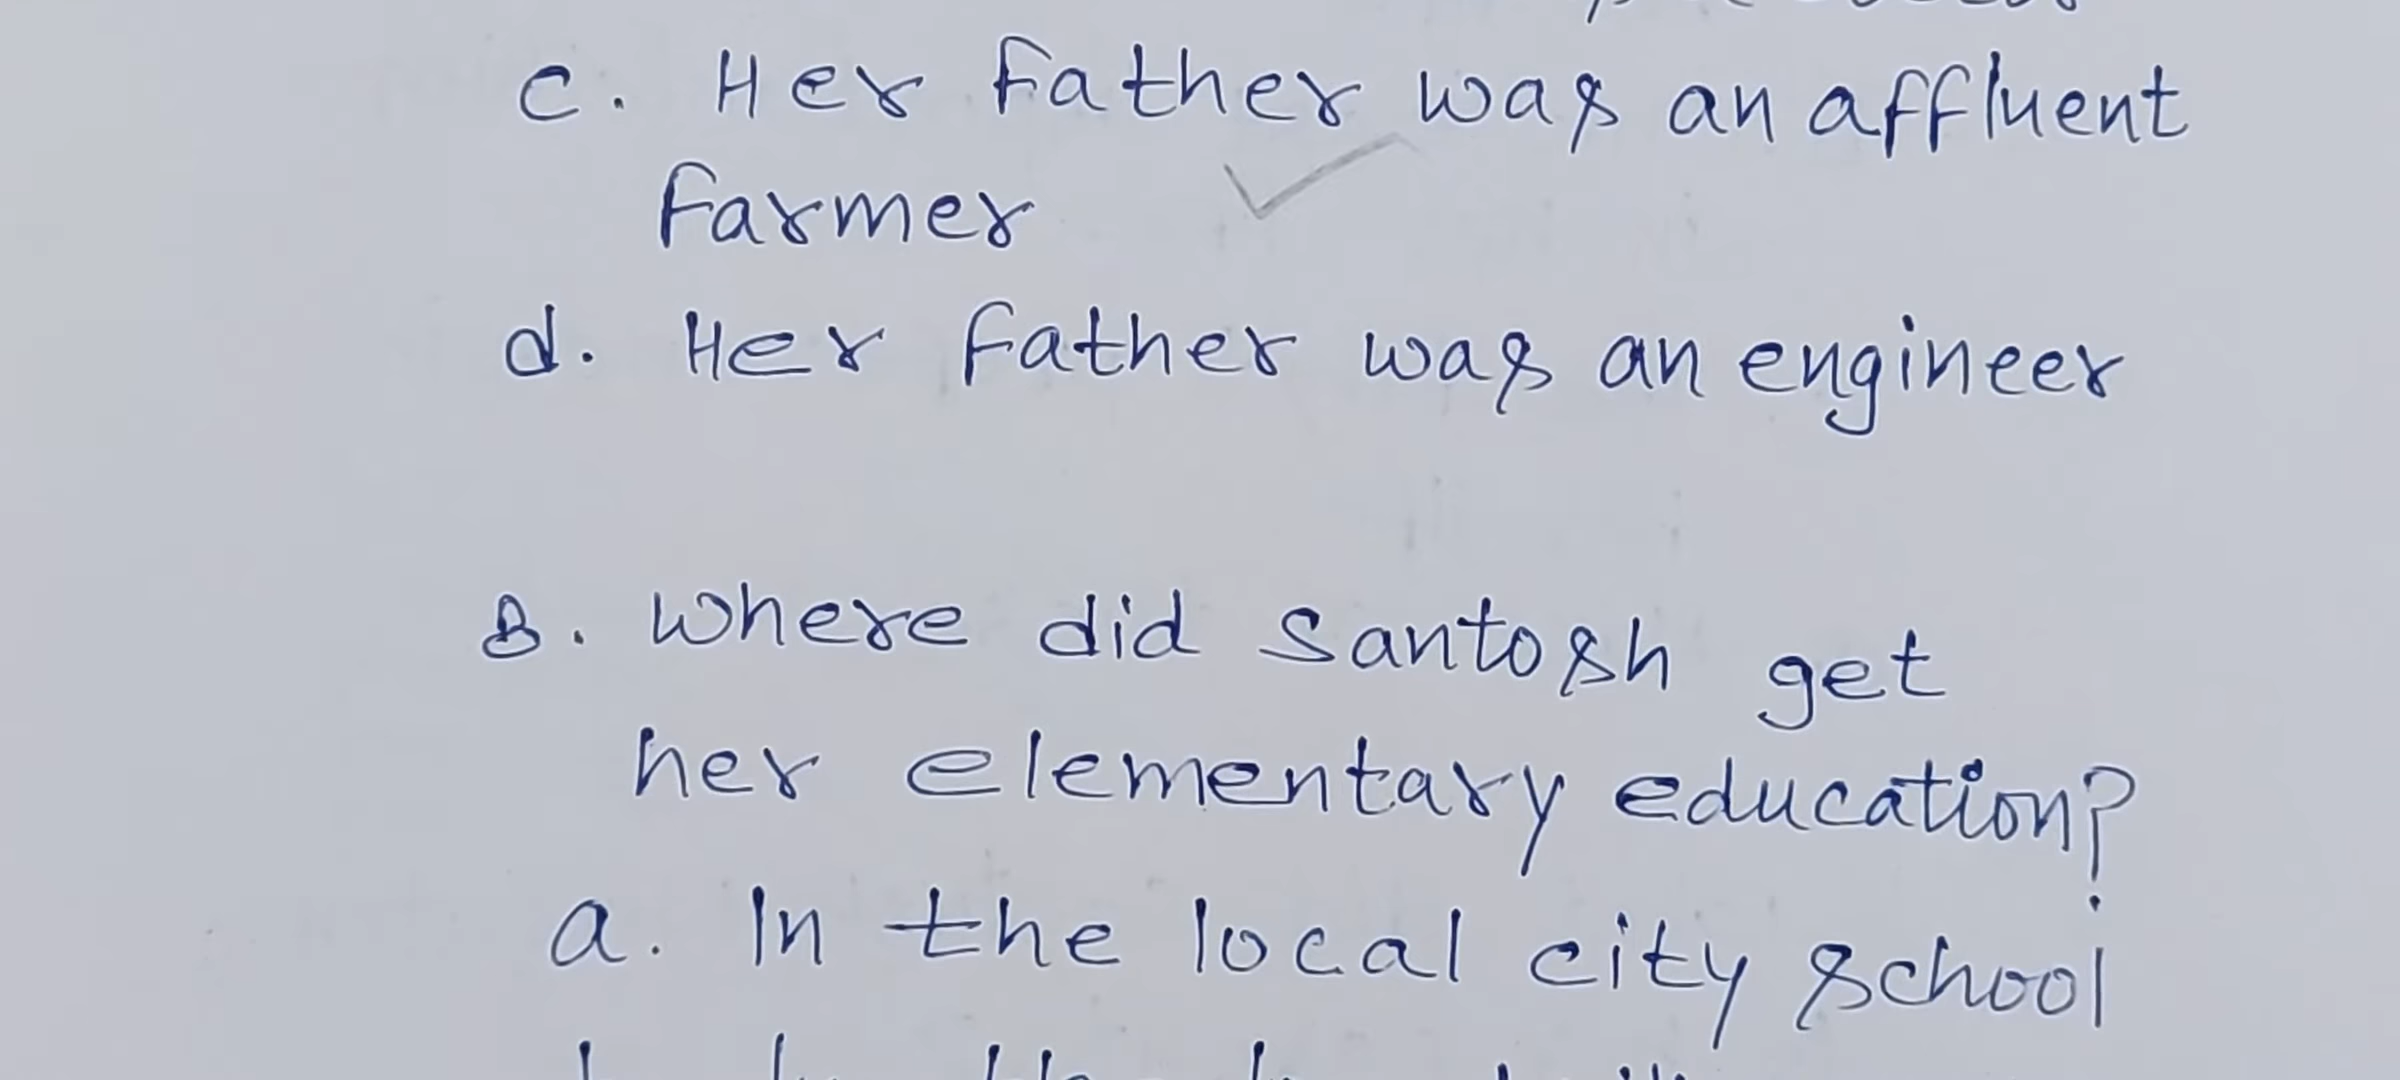 c. Her Father was an affluent
Farmer
d. Her Father was an engineer
8. Where did Santosh get
her elementary education?
a. In the local city school